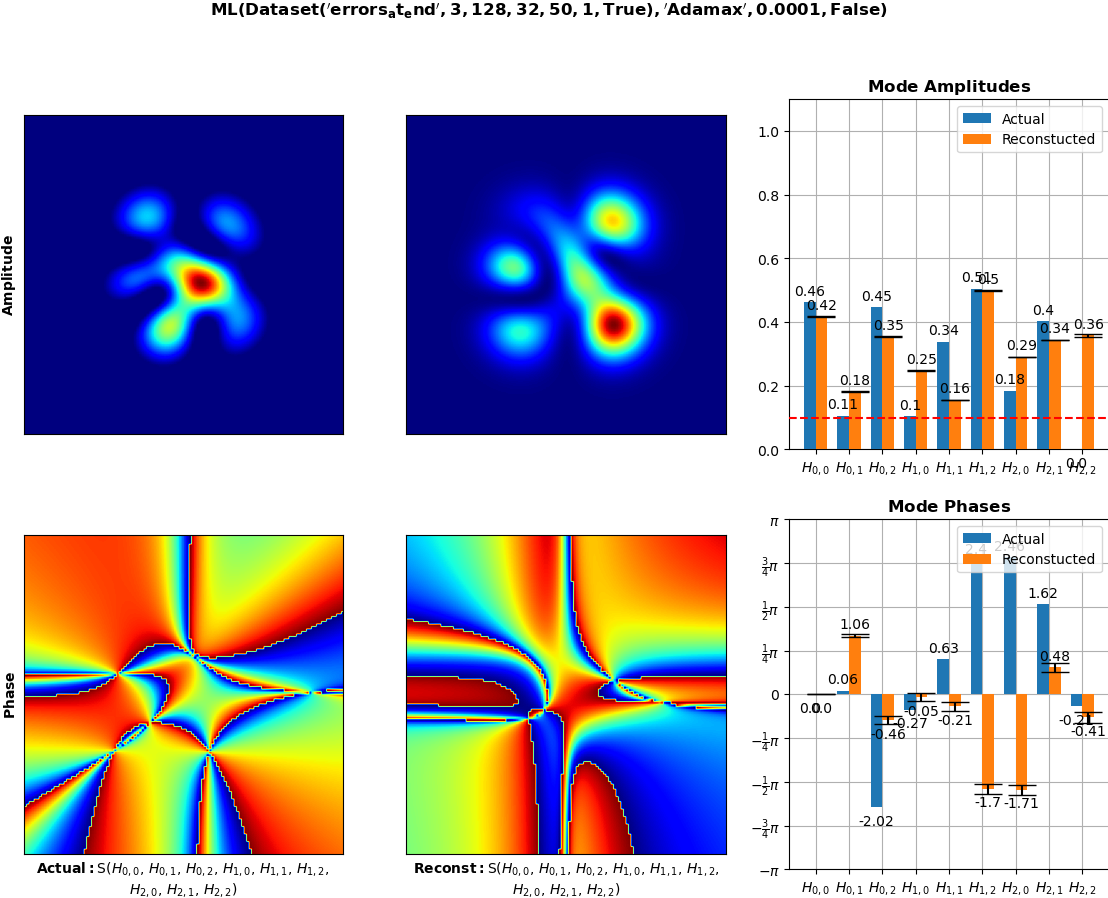 ML(Dataset('errors_at_end', 3, 128, 32, 50, 1, True), 'Adamax', 0.0001, False)
Amplitude
Mode Amplitudes
Actual
Reconstucted
1.0
0.8
0.6
0.4
0.2
0.0
0.46
0.42
0.11
0.18
0.45
0.35
0.1
0.25
0.34
0.16
0.51
0.5
0.18
0.29
0.4
0.34
0.0
0.36
H0,0 H0,1 H0,2 H1,0 H1,1 H1,2 H2,0 H2,1 H2,2
Phase
Mode Phases
Actual
Reconstucted
π
3/4π
1/2π
1/4π
0
−1/4π
−1/2π
−3/4π
−π
0.0
0.0
0.06
1.06
-2.02
-0.46
-0.27
-0.05
0.63
-0.21
2.4
-1.7
2.46
-1.71
1.62
0.48
-0.41
H0,0 H0,1 H0,2 H1,0 H1,1 H1,2 H2,0 H2,1 H2,2
Actual: S(H0,0, H0,1, H0,2, H1,0, H1,1, H1,2,
H2,0, H2,1, H2,2)
Reconst: S(H0,0, H0,1, H0,2, H1,0, H1,1, H1,2,
H2,0, H2,1, H2,2)